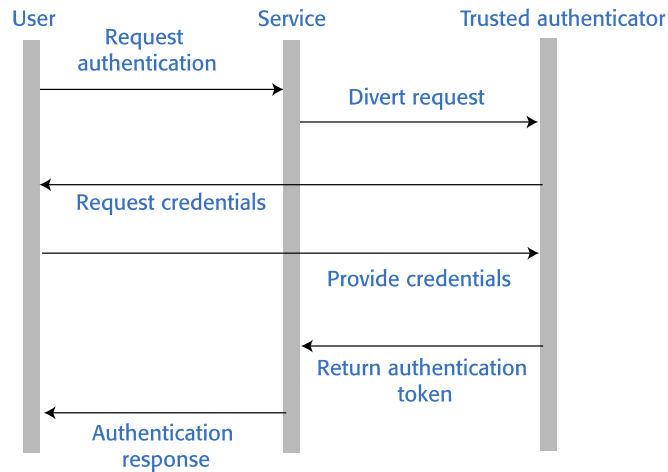 User
Service
Trusted authenticator
Request
authentication
Divert request
Request credentials
Provide credentials
Return authentication
token
Authentication
response